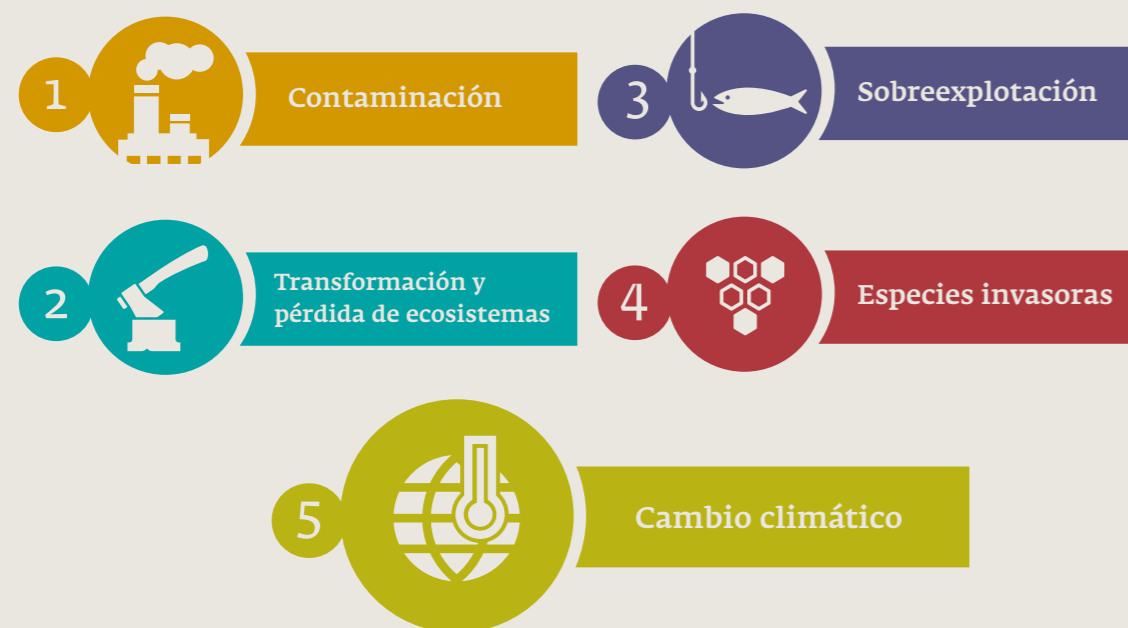 1
Contaminación
2
Transformación y
pérdida de ecosistemas
3
Sobreexplotación
4
Especies invasoras
5
Cambio climático